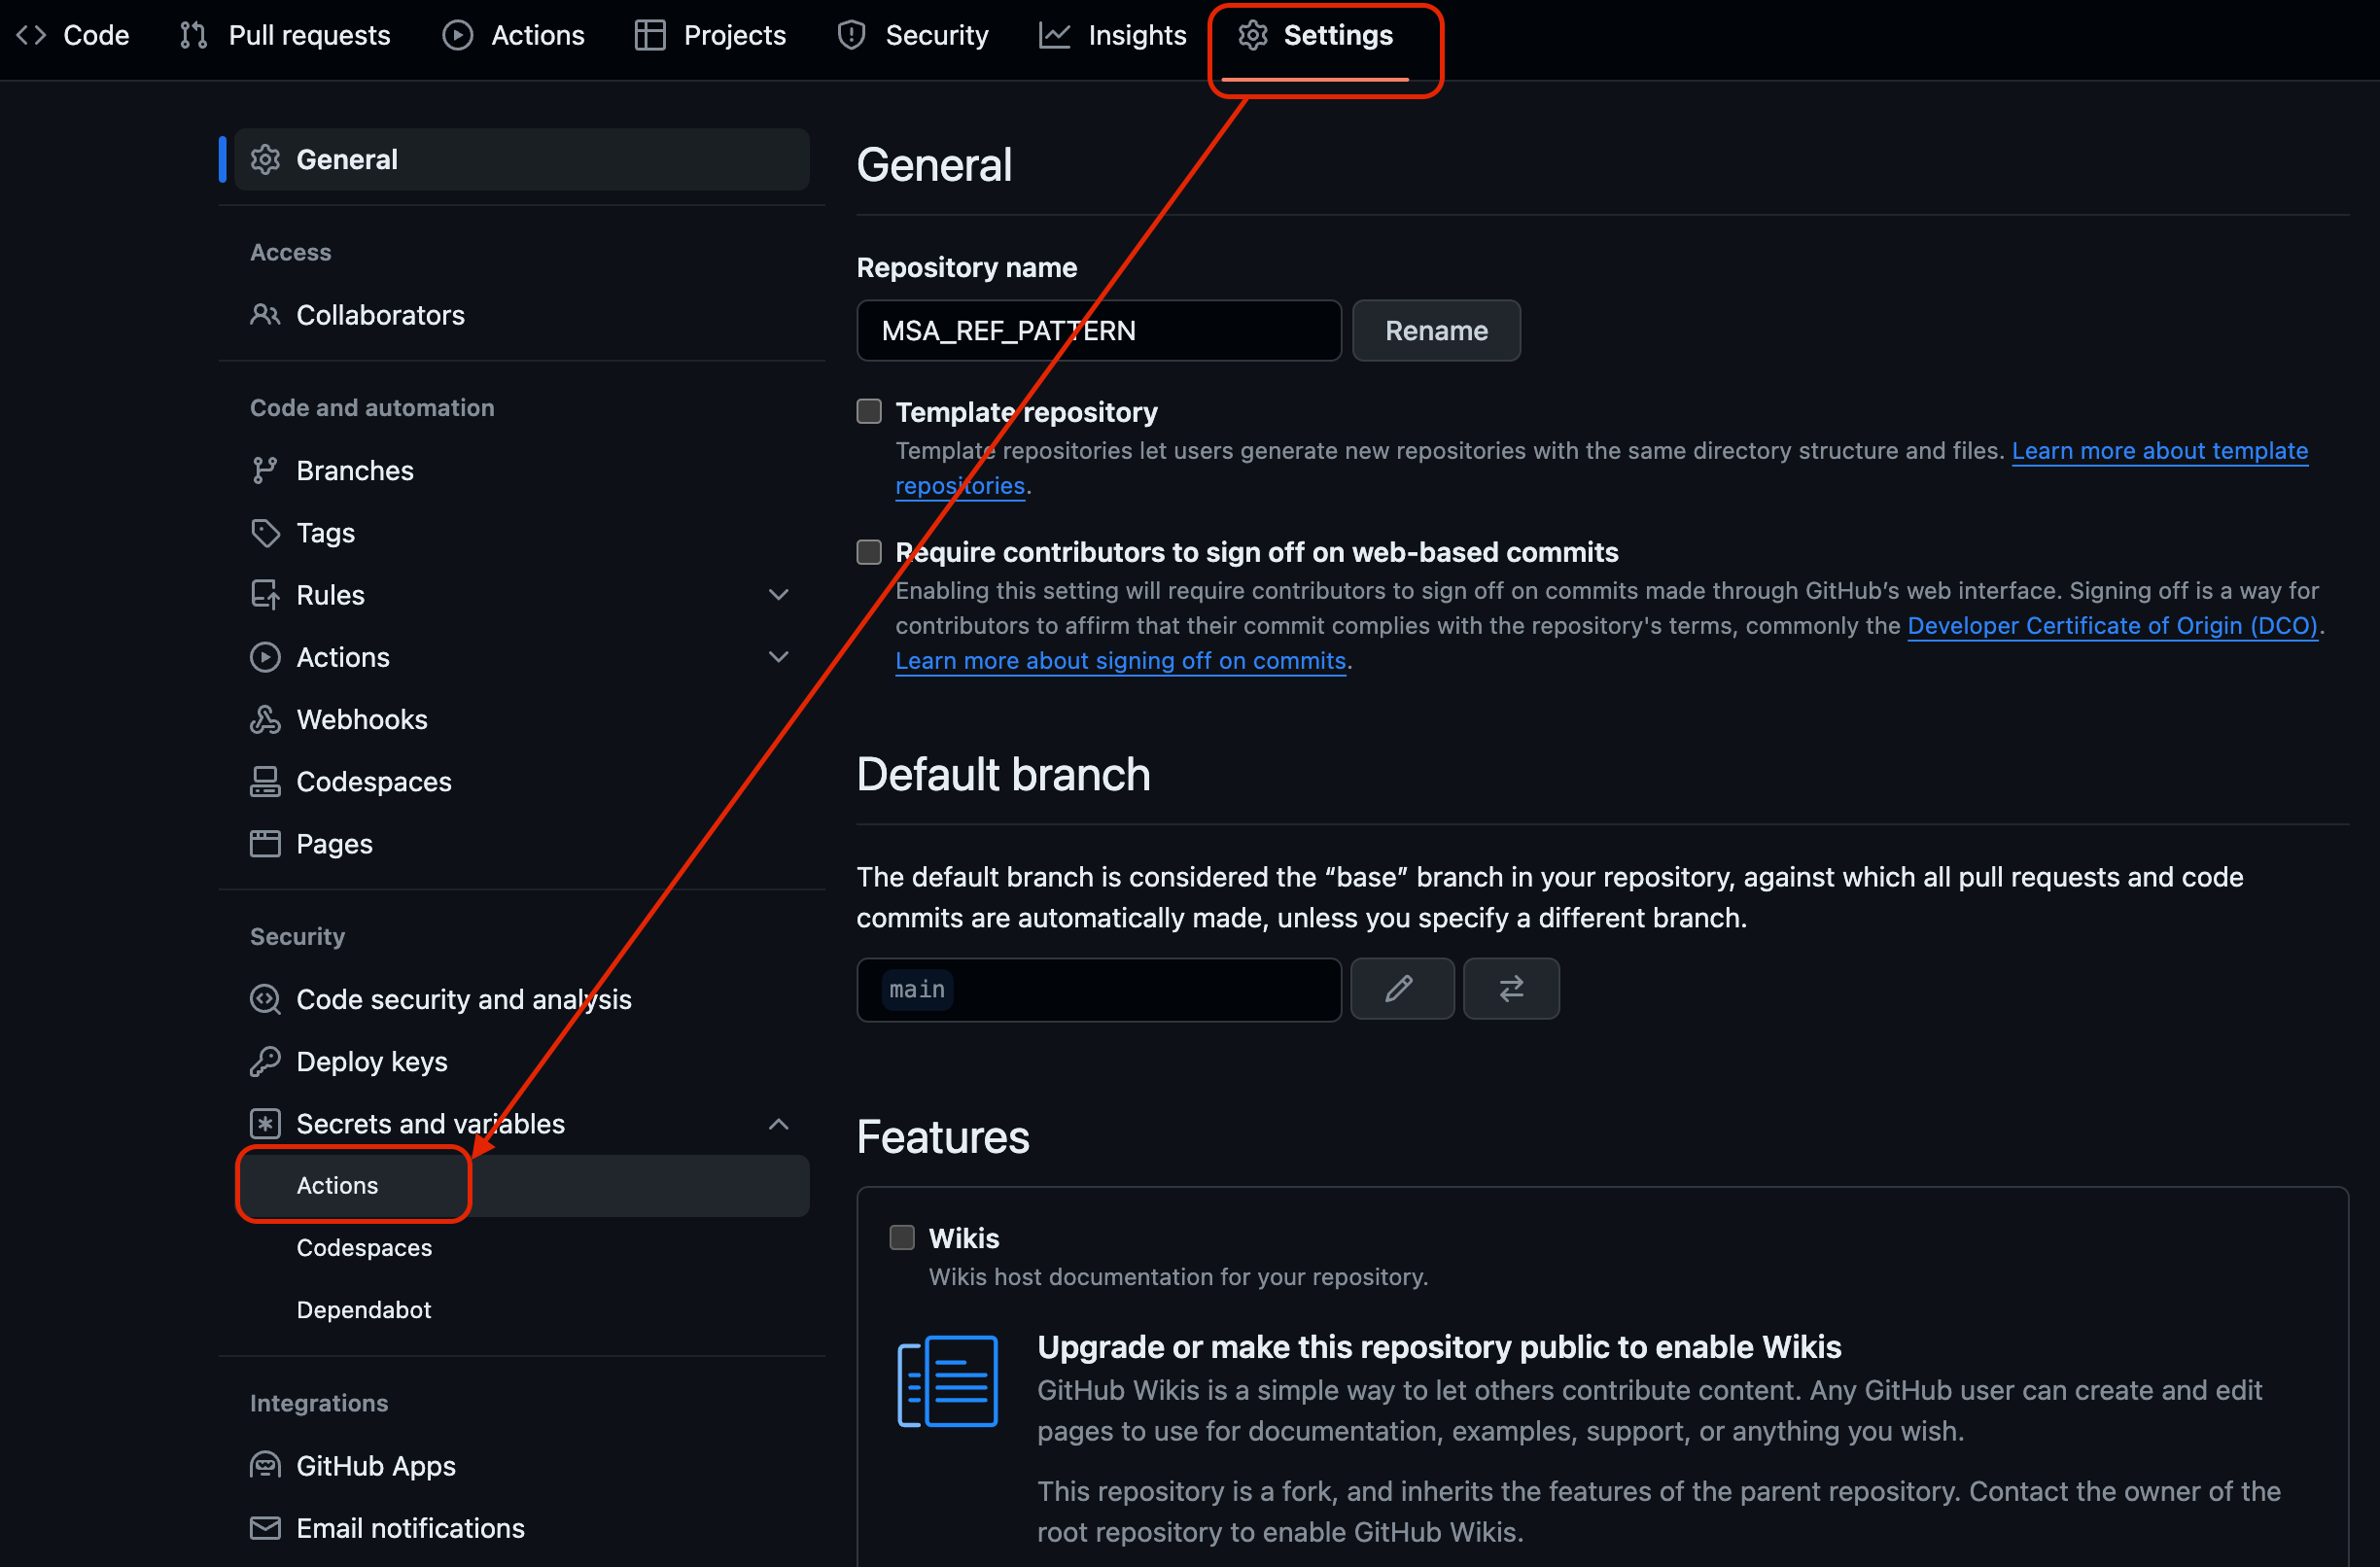 Code
Pull requests
Actions
Projects
Security
Insights
Settings
General
Access
Collaborators
Code and automation
Branches
Tags
Rules
Actions
Webhooks
Codespaces
Pages
Security
Code security and analysis
Deploy keys
Secrets and variables
Actions
Codespaces
Dependabot
Integrations
GitHub Apps
Email notifications
General
Repository name
MSA_REF_PATTERN
Rename
Template repository
Template repositories let users generate new repositories with the same directory structure and files. Learn more about template
repositories.
Require contributors to sign off on web-based commits
Enabling this setting will require contributors to sign off on commits made through GitHub’s web interface. Signing off is a way for
contributors to affirm that their commit complies with the repository's terms, commonly the Developer Certificate of Origin (DCO).
Learn more about signing off on commits.
Default branch
The default branch is considered the “base” branch in your repository, against which all pull requests and code
commits are automatically made, unless you specify a different branch.
main
Features
Wikis
Wikis host documentation for your repository.
Upgrade or make this repository public to enable Wikis
GitHub Wikis is a simple way to let others contribute content. Any GitHub user can create and edit
pages to use for documentation, examples, support, or anything you wish.
This repository is a fork, and inherits the features of the parent repository. Contact the owner of the
root repository to enable GitHub Wikis.